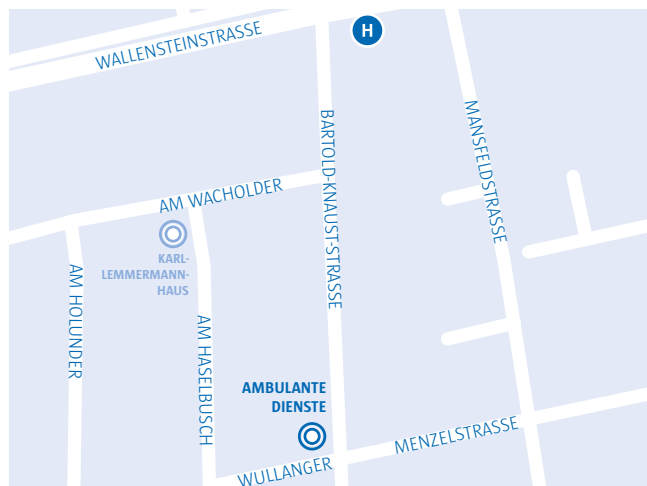 WALLENSTEINSTRASSE
H
BARTOLD-KNAUST-STRASSE
MANSFELDSTRASSE
AM WACHOLDER
KARL-
LEMMERMANN-
HAUS
AM HOLUNDER
AM HASELBUSCH
AMBULANTE
DIENSTE
MENZELSTRASSE
WULLANGER